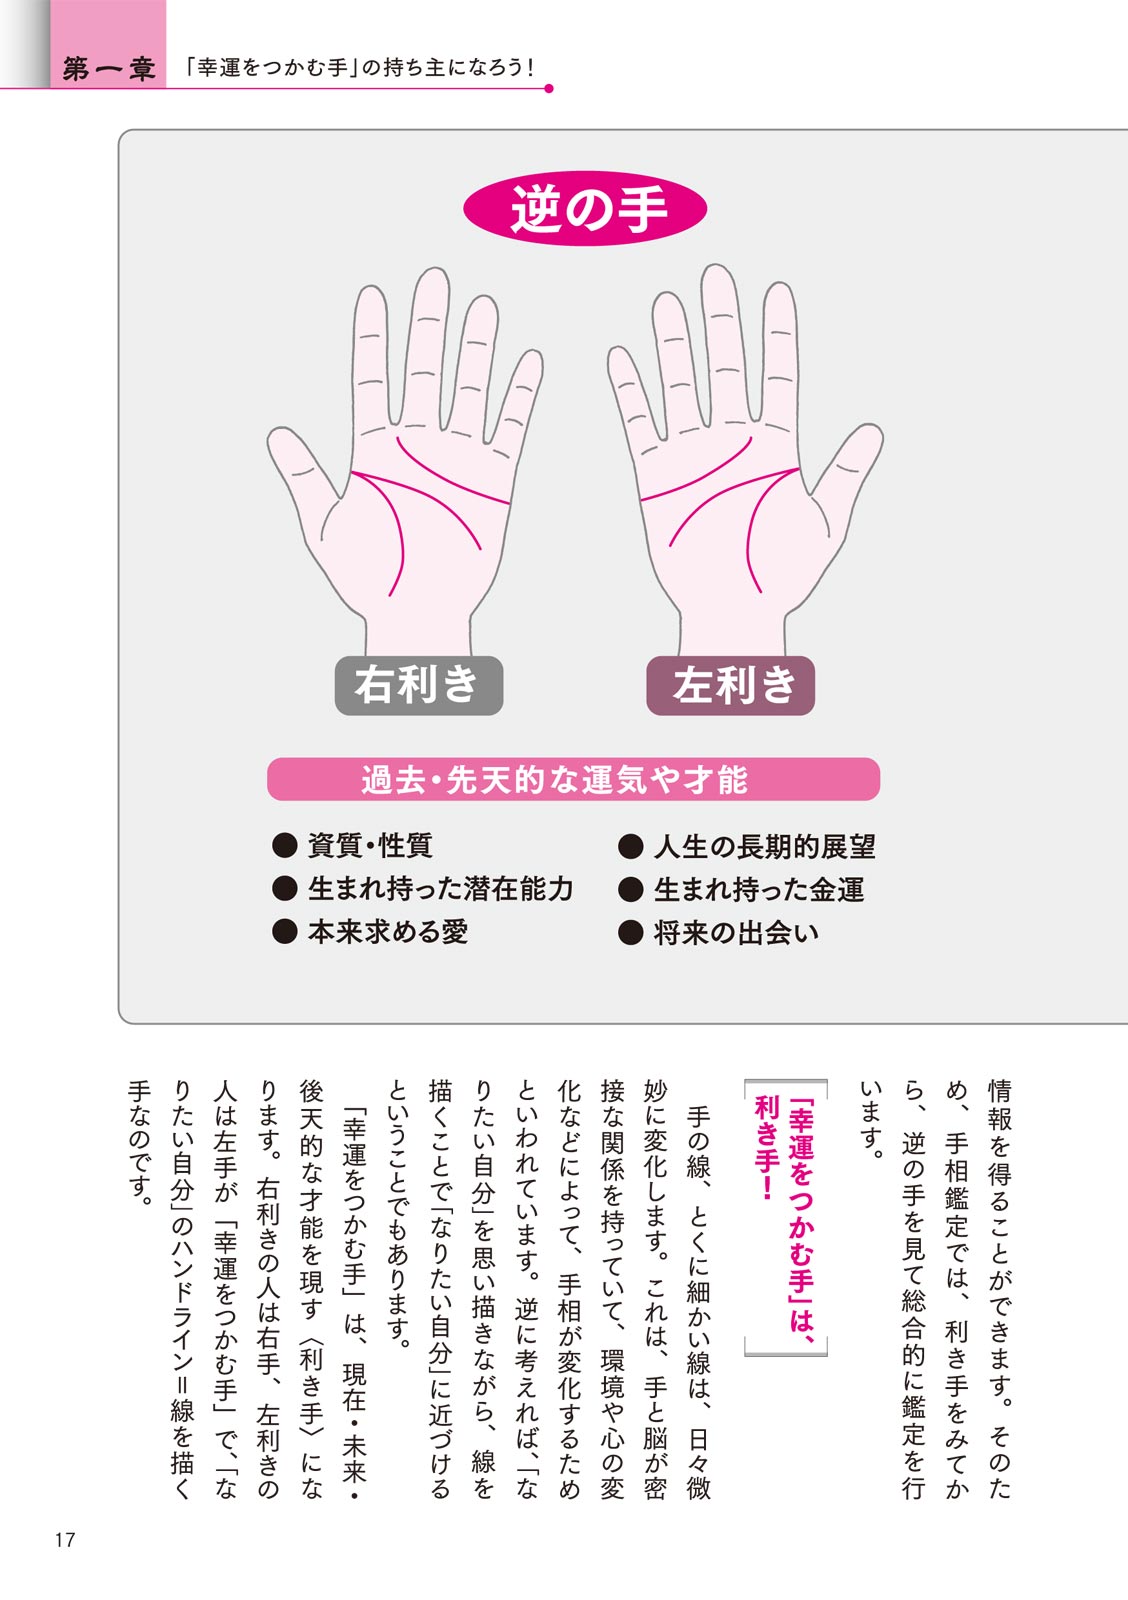 第一章
「幸運をつかむ手」の持ち主になろう！
逆の手
右利き
左利き
過去・先天的な運気や才能
● 資質・性質
● 生まれ持った潜在能力
● 本来求める愛
● 人生の長期的展望
● 生まれ持った金運
● 将来の出会い
情報を得ることができます。そのた
め、手相鑑定では、利き手をみてか
ら、逆の手を見て総合的に鑑定を行
います。
「幸運をつかむ手」は、
利き手！
手の線、とくに細かい線は、日々微
妙に変化します。これは、手と脳が密
接な関係を持っていて、環境や心の変
化などによって、手相が変化するため
といわれています。逆に考えれば、「な
りたい自分」を思い描きながら、線を
描くことで「なりたい自分」に近づける
ということでもあります。
「幸運をつかむ手」は、現在・未来・
後天的な才能を現す〈利き手〉にな
ります。右利きの人は右手、左利きの
人は左手が「幸運をつかむ手」で、「な
りたい自分」のハンドライン＝線を描く
手なのです。
17